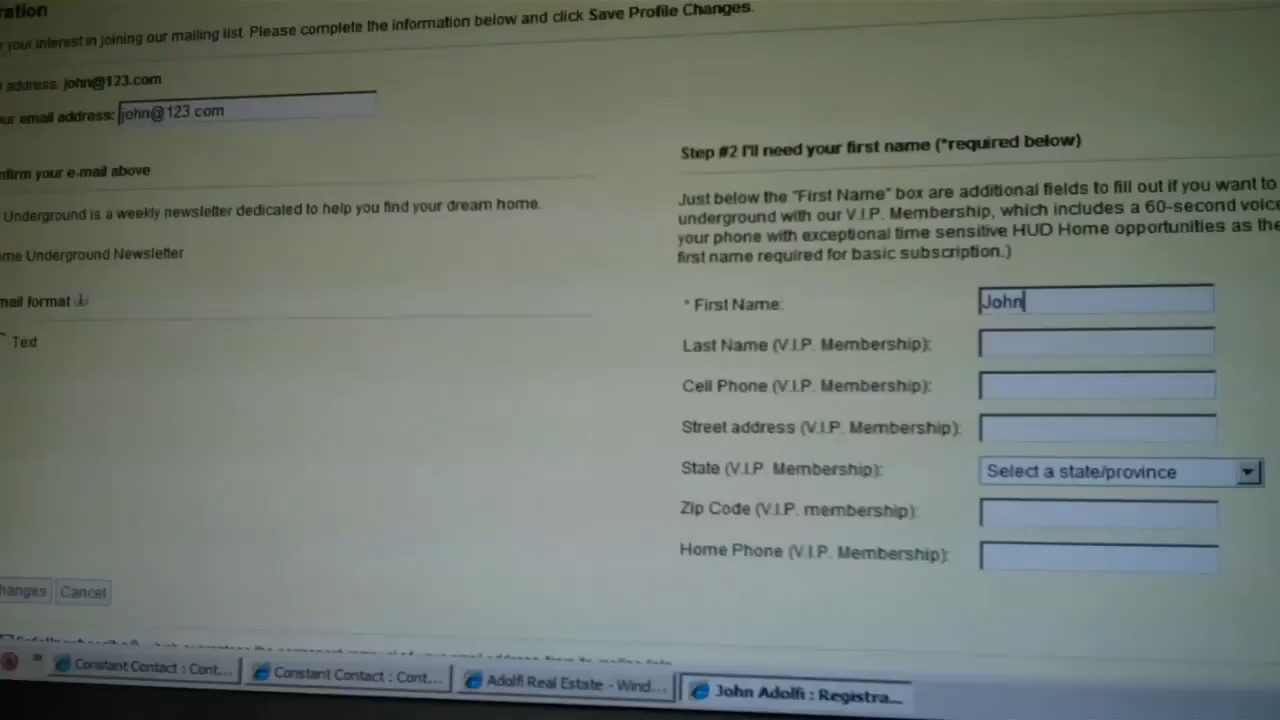 ration
your interest in joining our mailing list. Please complete the information below and click Save Profile Changes.
address: john@123.com
ur email address: john@123.com
nfirm your e-mail above
Underground is a weekly newsletter dedicated to help you find your dream home.
me Underground Newsletter
mail format
Text
hanges Cancel
Step #2 I'll need your first name (*required below)
Just below the "First Name" box are additional fields to fill out if you want to
underground with our V.I.P. Membership, which includes a 60-second voice
your phone with exceptional time sensitive HUD Home opportunities as the
first name required for basic subscription.)
* First Name: John
Last Name (V.I.P. Membership):
Cell Phone (V.I.P. Membership):
Street address (V.I.P. Membership):
State (V.I.P. Membership): Select a state/province
Zip Code (V.I.P. membership):
Home Phone (V.I.P. Membership):
Constant Contact : Cont... Constant Contact : Cont... Adolfi Real Estate - Wind... John Adolfi : Registra...